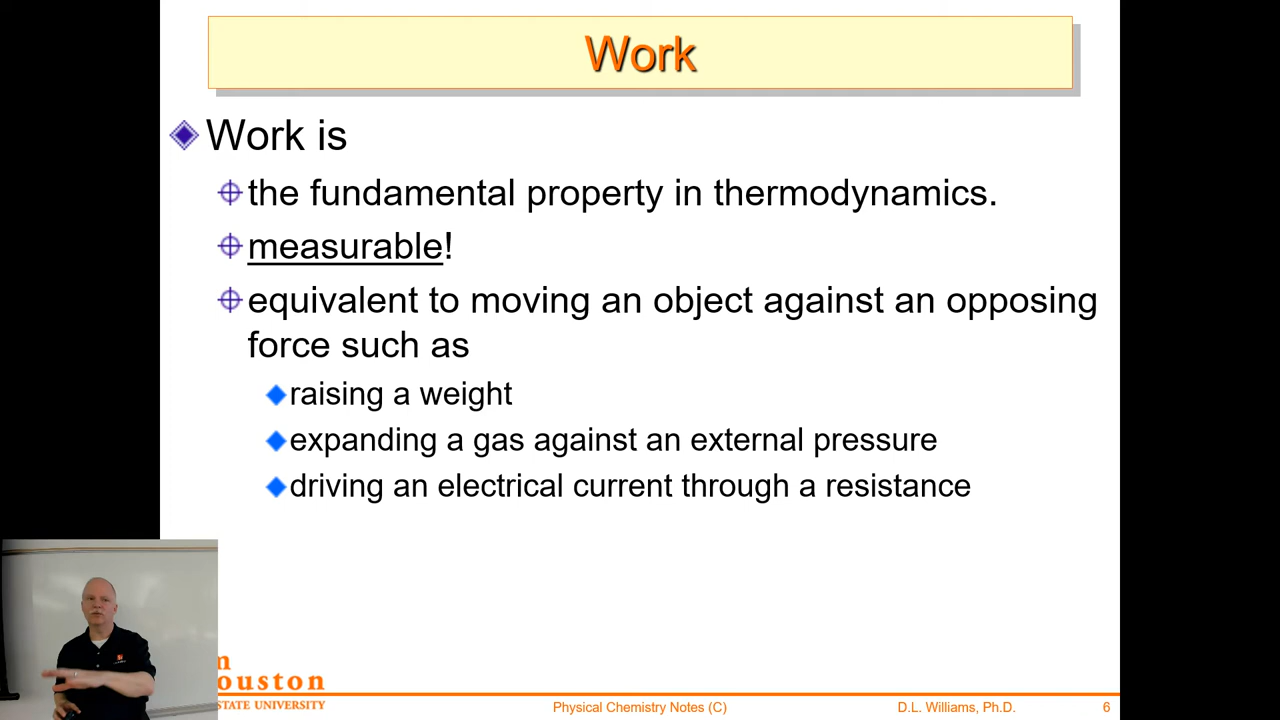 Work
Work is
the fundamental property in thermodynamics.
measurable!
equivalent to moving an object against an opposing
force such as
raising a weight
expanding a gas against an external pressure
driving an electrical current through a resistance
ouston
STATE UNIVERSITY
Physical Chemistry Notes (C)
D.L. Williams, Ph.D.
6